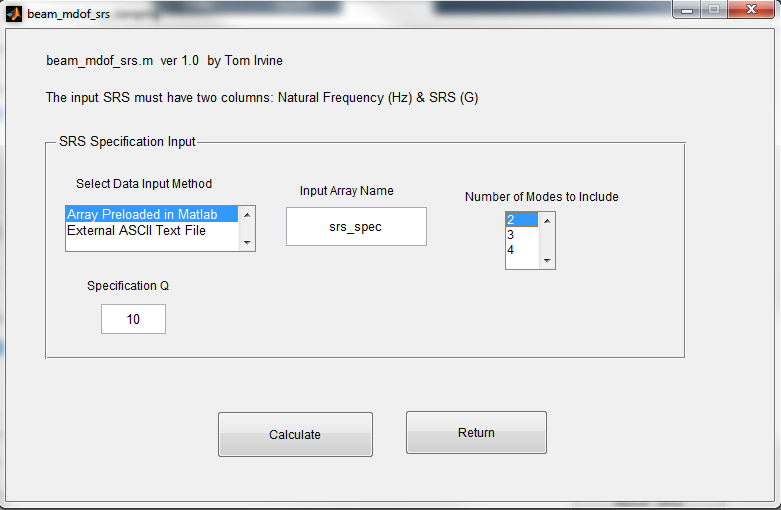 beam_mdof_srs
beam_mdof_srs.m ver 1.0 by Tom Irvine
The input SRS must have two columns: Natural Frequency (Hz) & SRS (G)
SRS Specification Input
Select Data Input Method
Array Preloaded in Matlab
External ASCII Text File
Input Array Name
srs_spec
Number of Modes to Include
2
3
4
Specification Q
10
Calculate
Return